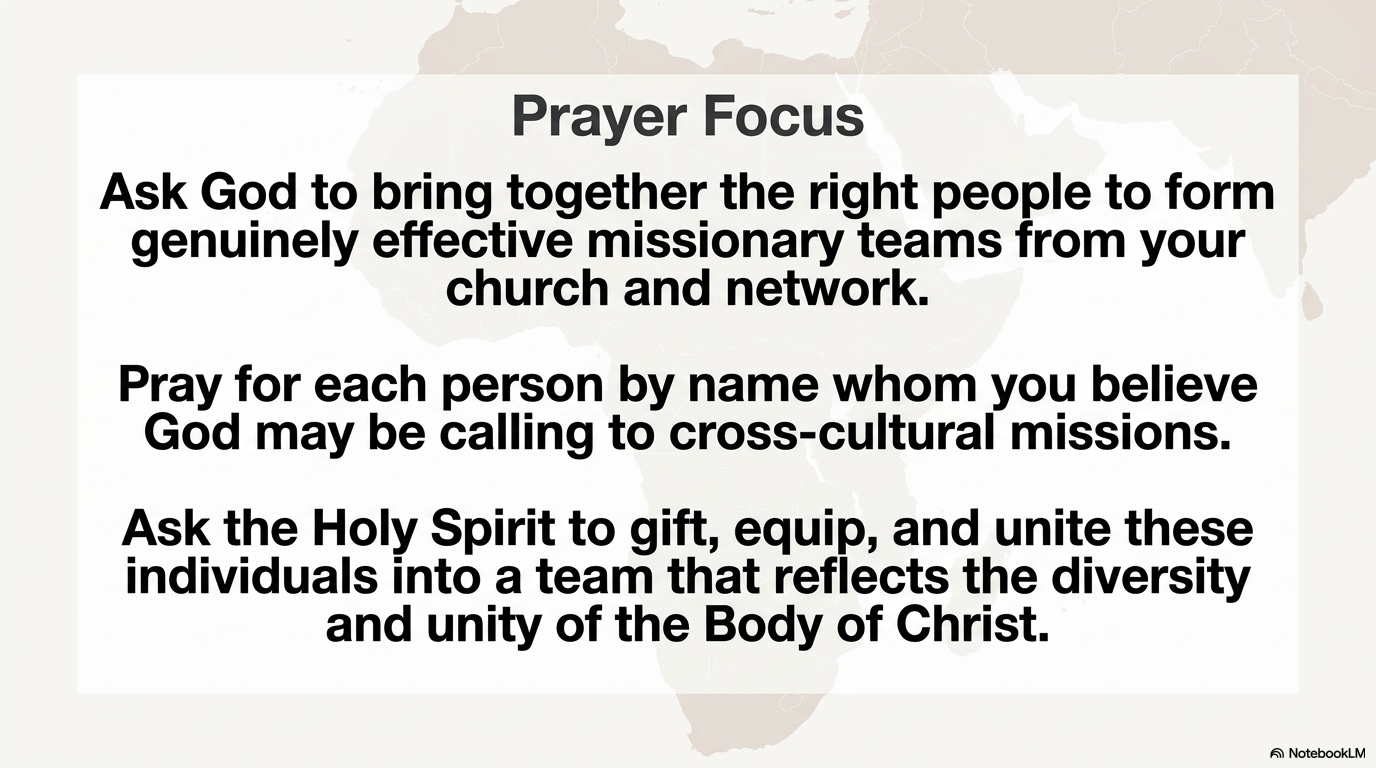 Prayer Focus
Ask God to bring together the right people to form
genuinely effective missionary teams from your
church and network.
Pray for each person by name whom you believe
God may be calling to cross-cultural missions.
Ask the Holy Spirit to gift, equip, and unite these
individuals into a team that reflects the diversity
and unity of the Body of Christ.
NotebookLM